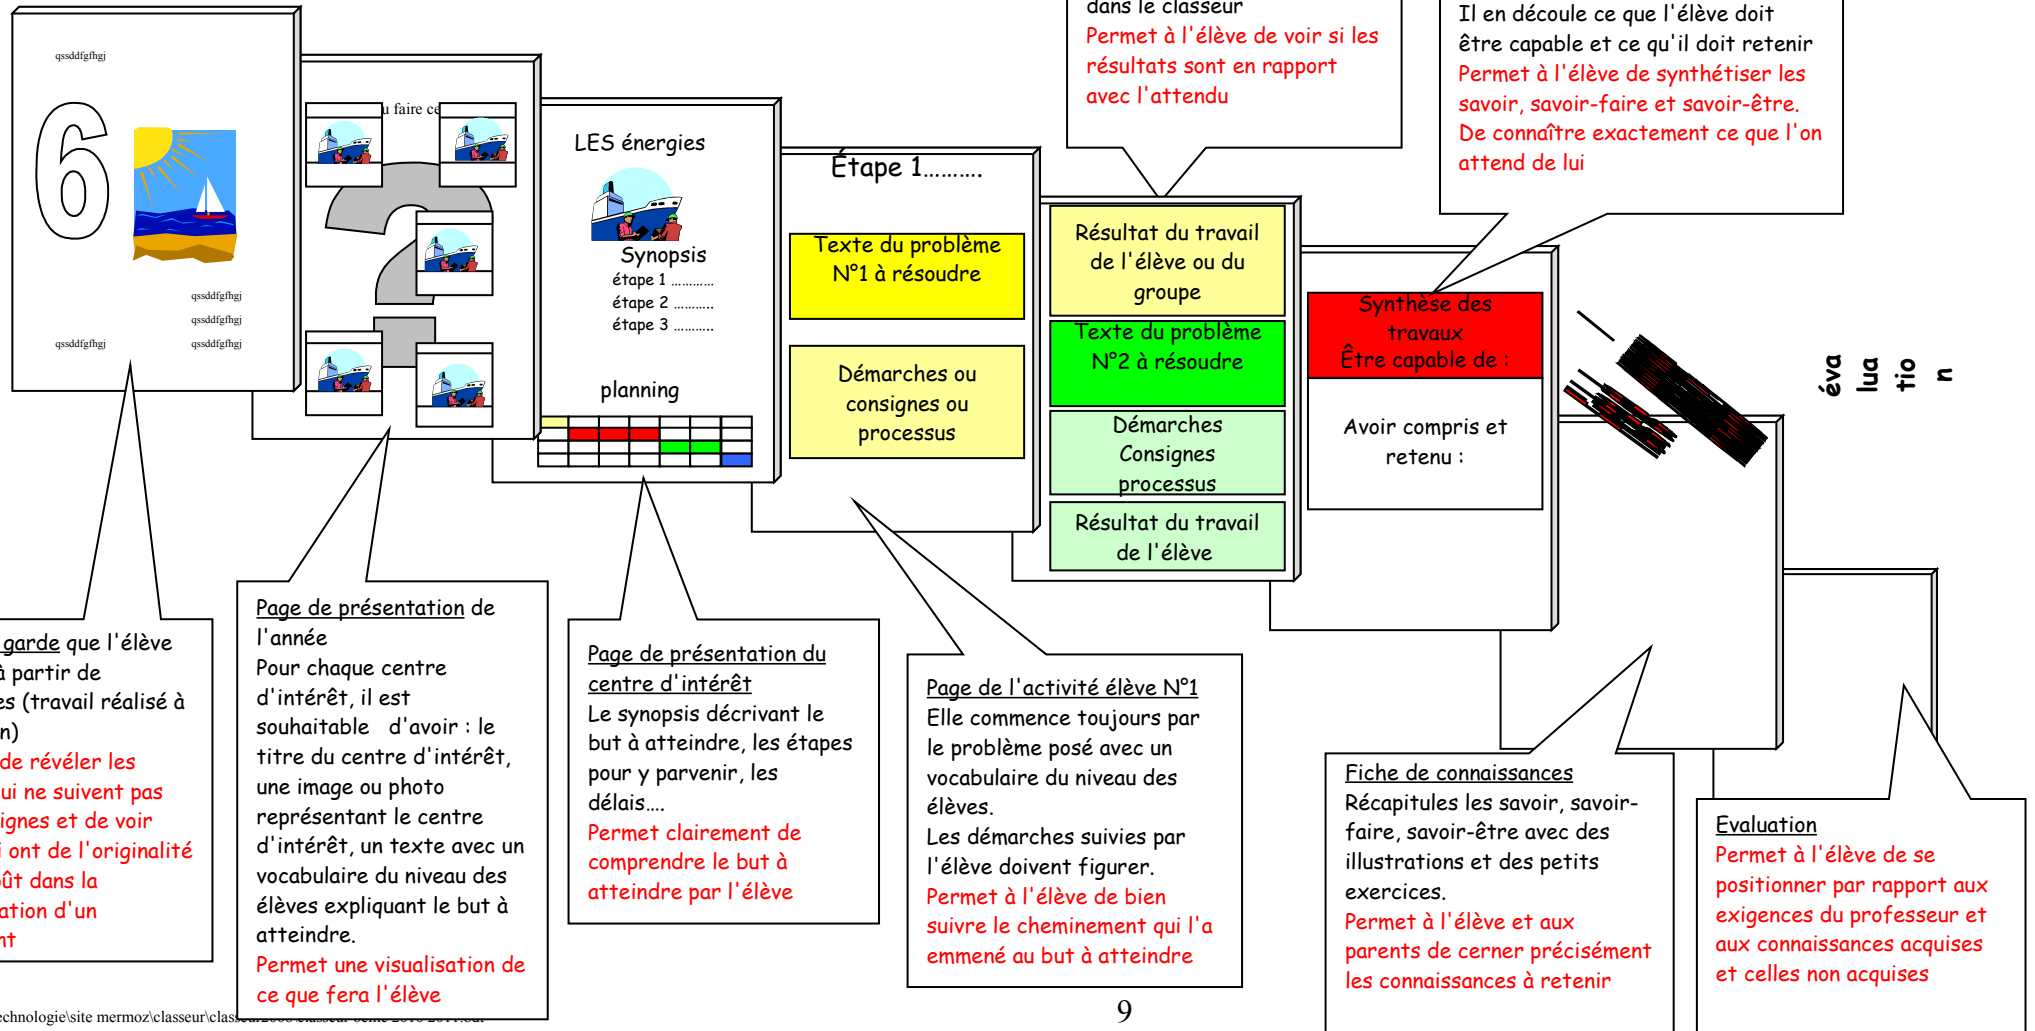 dans le classeur
Permet à l'élève de voir si les
résultats sont en rapport
avec l'attendu
Il en découle ce que l'élève doit
être capable et ce qu'il doit retenir
Permet à l'élève de synthétiser les
savoir, savoir-faire et savoir-être.
De connaître exactement ce que l'on
attend de lui
qssddfgfhgj
6
qssddfgfhgj
qssddfgfhgj
qssddfgfhgj
qssddfgfhgj
u faire ce
LES énergies
Synopsis
étape 1 …………
étape 2 ………..
étape 3 ………..
planning
Étape 1……….
Texte du problème
N°1 à résoudre
Démarches ou
consignes ou
processus
Résultat du travail
de l'élève ou du
groupe
Texte du problème
N°2 à résoudre
Démarches
Consignes
processus
Résultat du travail
de l'élève
Synthèse des
travaux
Être capable de :
Avoir compris et
retenu :
éva
lua
tio
n
garde que l'élève
à partir de
es (travail réalisé à
n)
de révéler les
ui ne suivent pas
ignes et de voir
i ont de l'originalité
oût dans la
ation d'un
nt
Page de présentation de
l'année
Pour chaque centre
d'intérêt, il est
souhaitable d'avoir : le
titre du centre d'intérêt,
une image ou photo
représentant le centre
d'intérêt, un texte avec un
vocabulaire du niveau des
élèves expliquant le but à
atteindre.
Permet une visualisation de
ce que fera l'élève
Page de présentation du
centre d'intérêt
Le synopsis décrivant le
but à atteindre, les étapes
pour y parvenir, les
délais….
Permet clairement de
comprendre le but à
atteindre par l'élève
Page de l'activité élève N°1
Elle commence toujours par
le problème posé avec un
vocabulaire du niveau des
élèves.
Les démarches suivies par
l'élève doivent figurer.
Permet à l'élève de bien
suivre le cheminement qui l'a
emmené au but à atteindre
Fiche de connaissances
Récapitules les savoir, savoir-
faire, savoir-être avec des
illustrations et des petits
exercices.
Permet à l'élève et aux
parents de cerner précisément
les connaissances à retenir
Evaluation
Permet à l'élève de se
positionner par rapport aux
exigences du professeur et
aux connaissances acquises
et celles non acquises
echnologie\site mermoz\classeur\
9